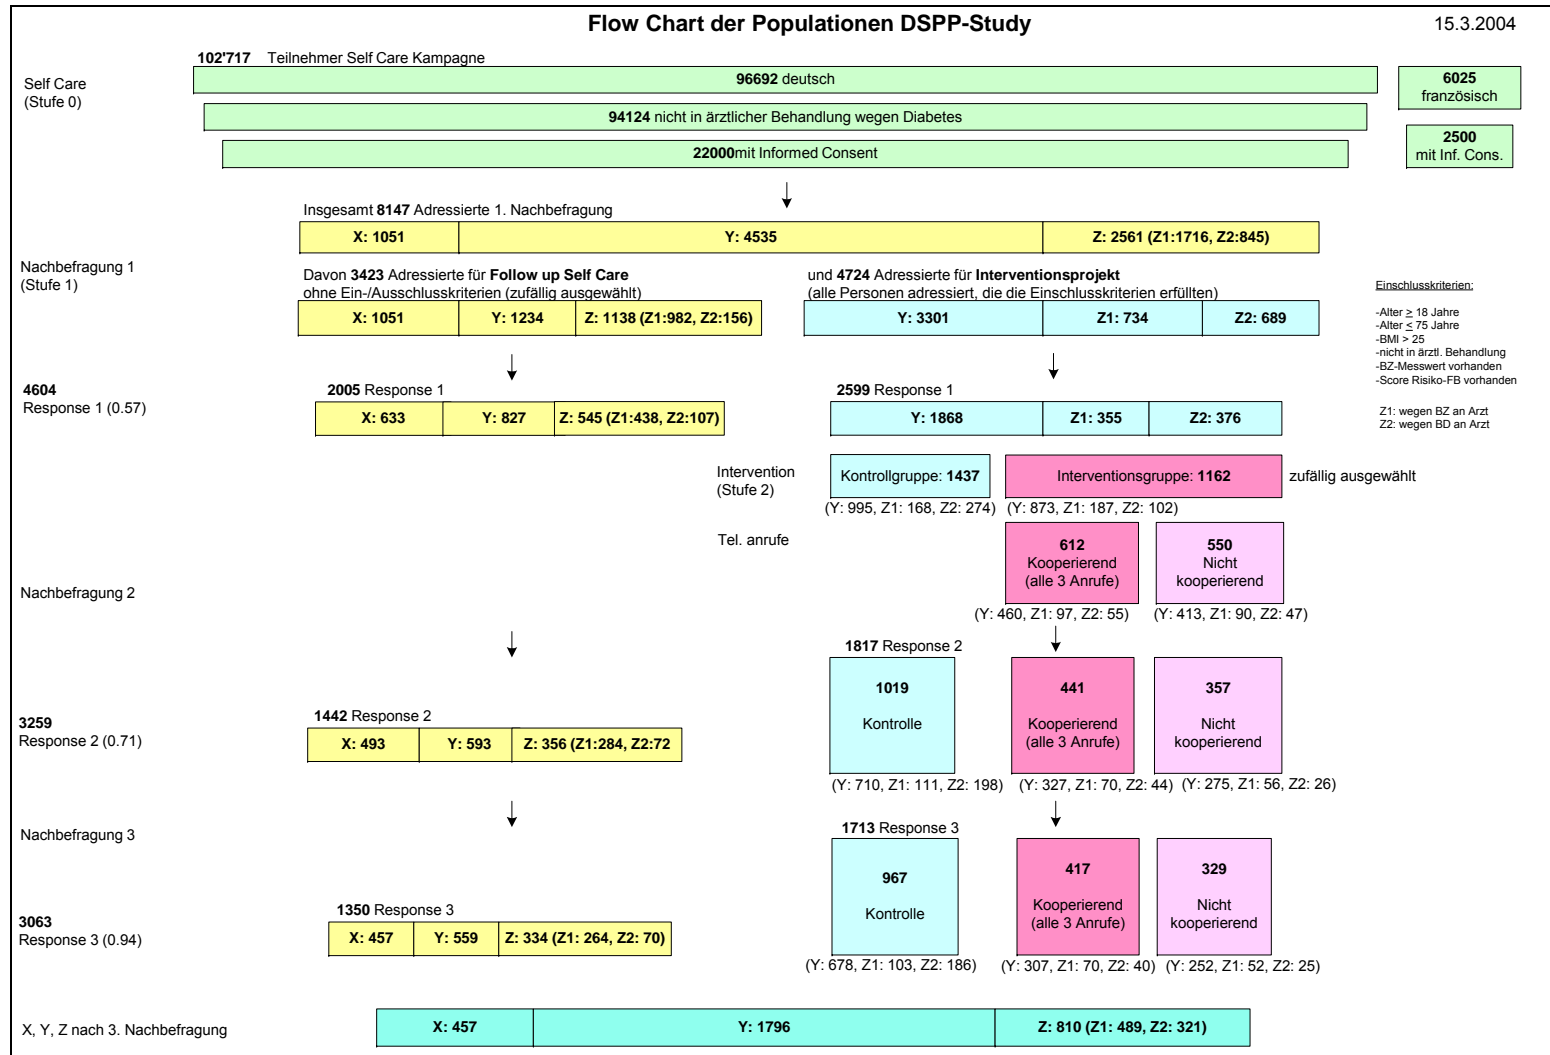 Flow Chart der Populationen DSPP-Study
15.3.2004
102'717 Teilnehmer Self Care Kampagne
Self Care
(Stufe 0)
96692 deutsch
6025
französisch
94124 nicht in ärztlicher Behandlung wegen Diabetes
22000mit Informed Consent
2500
mit Inf. Cons.
Insgesamt 8147 Adressierte 1. Nachbefragung
X: 1051
Y: 4535
Z: 2561 (Z1:1716, Z2:845)
Nachbefragung 1
(Stufe 1)
Davon 3423 Adressierte für Follow up Self Care
ohne Ein-/Ausschlusskriterien (zufällig ausgewählt)
X: 1051
Y: 1234
Z: 1138 (Z1:982, Z2:156)
und 4724 Adressierte für Interventionsprojekt
(alle Personen adressiert, die die Einschlusskriterien erfüllten)
Y: 3301
Z1: 734
Z2: 689
Einschlusskriterien:
-Alter ≥ 18 Jahre
-Alter ≤ 75 Jahre
-BMI > 25
-nicht in ärztl. Behandlung
-BZ-Messwert vorhanden
-Score Risiko-FB vorhanden
Z1: wegen BZ an Arzt
Z2: wegen BD an Arzt
4604
Response 1 (0.57)
2005 Response 1
X: 633
Y: 827
Z: 545 (Z1:438, Z2:107)
2599 Response 1
Y: 1868
Z1: 355
Z2: 376
Intervention
(Stufe 2)
Kontrollgruppe: 1437
Interventionsgruppe: 1162
zufällig ausgewählt
(Y: 995, Z1: 168, Z2: 274)
(Y: 873, Z1: 187, Z2: 102)
Tel. anrufe
612
Kooperierend
(alle 3 Anrufe)
550
Nicht
kooperierend
Nachbefragung 2
(Y: 460, Z1: 97, Z2: 55)
(Y: 413, Z1: 90, Z2: 47)
1817 Response 2
1019
Kontrolle
441
Kooperierend
(alle 3 Anrufe)
357
Nicht
kooperierend
3259
Response 2 (0.71)
1442 Response 2
X: 493
Y: 593
Z: 356 (Z1:284, Z2:72
(Y: 710, Z1: 111, Z2: 198)
(Y: 327, Z1: 70, Z2: 44)
(Y: 275, Z1: 56, Z2: 26)
Nachbefragung 3
1713 Response 3
967
Kontrolle
417
Kooperierend
(alle 3 Anrufe)
329
Nicht
kooperierend
3063
Response 3 (0.94)
1350 Response 3
X: 457
Y: 559
Z: 334 (Z1: 264, Z2: 70)
(Y: 678, Z1: 103, Z2: 186)
(Y: 307, Z1: 70, Z2: 40)
(Y: 252, Z1: 52, Z2: 25)
X, Y, Z nach 3. Nachbefragung
X: 457
Y: 1796
Z: 810 (Z1: 489, Z2: 321)